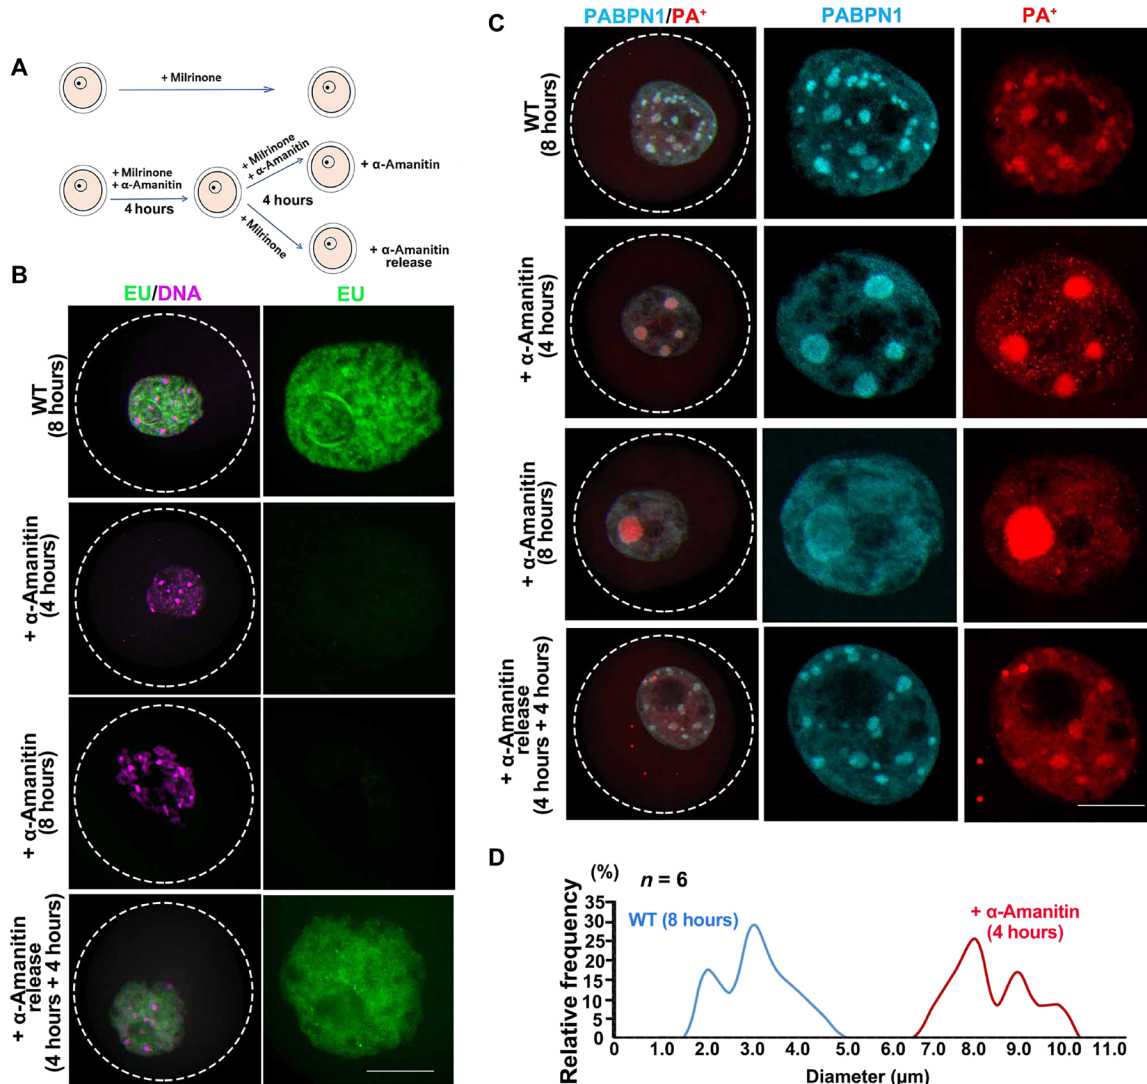 A
+ Milrinone
+ Milrinone
+ α-Amanitin
4 hours
+ Milrinone
+ α-Amanitin
4 hours
+ Milrinone
+ α-Amanitin
+ α-Amanitin
release
B
EU/DNA
EU
WT
(8 hours)
+ α-Amanitin
(4 hours)
+ α-Amanitin
(8 hours)
+ α-Amanitin
release
(4 hours + 4 hours)
C
PABPN1/PA+
PABPN1
PA+
WT
(8 hours)
+ α-Amanitin
(4 hours)
+ α-Amanitin
(8 hours)
+ α-Amanitin
release
(4 hours + 4 hours)
D
(%)
n = 6
Relative frequency
35
30
25
20
15
10
5
0
WT (8 hours)
+ α-Amanitin
(4 hours)
0 1.0 2.0 3.0 4.0 5.0 6.0 7.0 8.0 9.0 10.0 11.0
Diameter (µm)